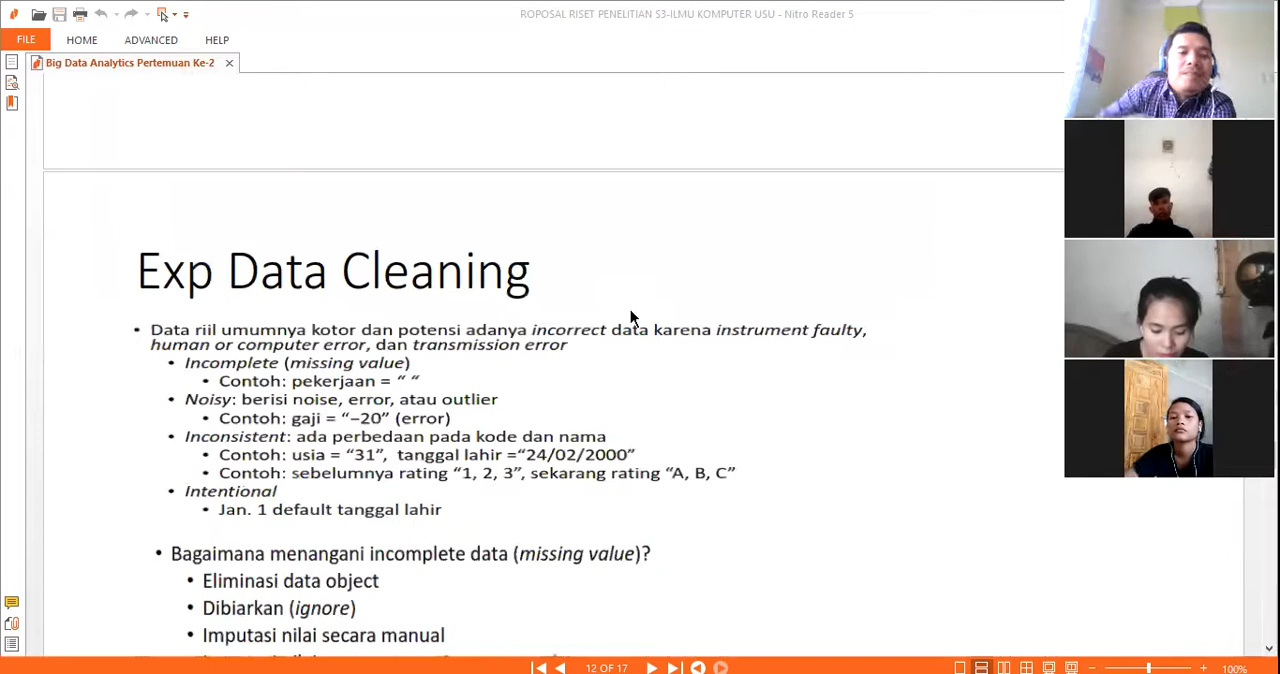 ROPOSAL RISET PENELITIAN S3-ILMU KOMPUTER USU - Nitro Reader 5
FILE HOME ADVANCED HELP
Big Data Analytics Pertemuan Ke-2
Exp Data Cleaning
• Data riil umumnya kotor dan potensi adanya incorrect data karena instrument faulty,
human or computer error, dan transmission error
• Incomplete (missing value)
• Contoh: pekerjaan = “ “
• Noisy: berisi noise, error, atau outlier
• Contoh: gaji = “−20” (error)
• Inconsistent: ada perbedaan pada kode dan nama
• Contoh: usia = “31”, tanggal lahir =“24/02/2000”
• Contoh: sebelumnya rating “1, 2, 3”, sekarang rating “A, B, C”
• Intentional
• Jan. 1 default tanggal lahir
• Bagaimana menangani incomplete data (missing value)?
• Eliminasi data object
• Dibiarkan (ignore)
• Imputasi nilai secara manual
12 OF 17
100%